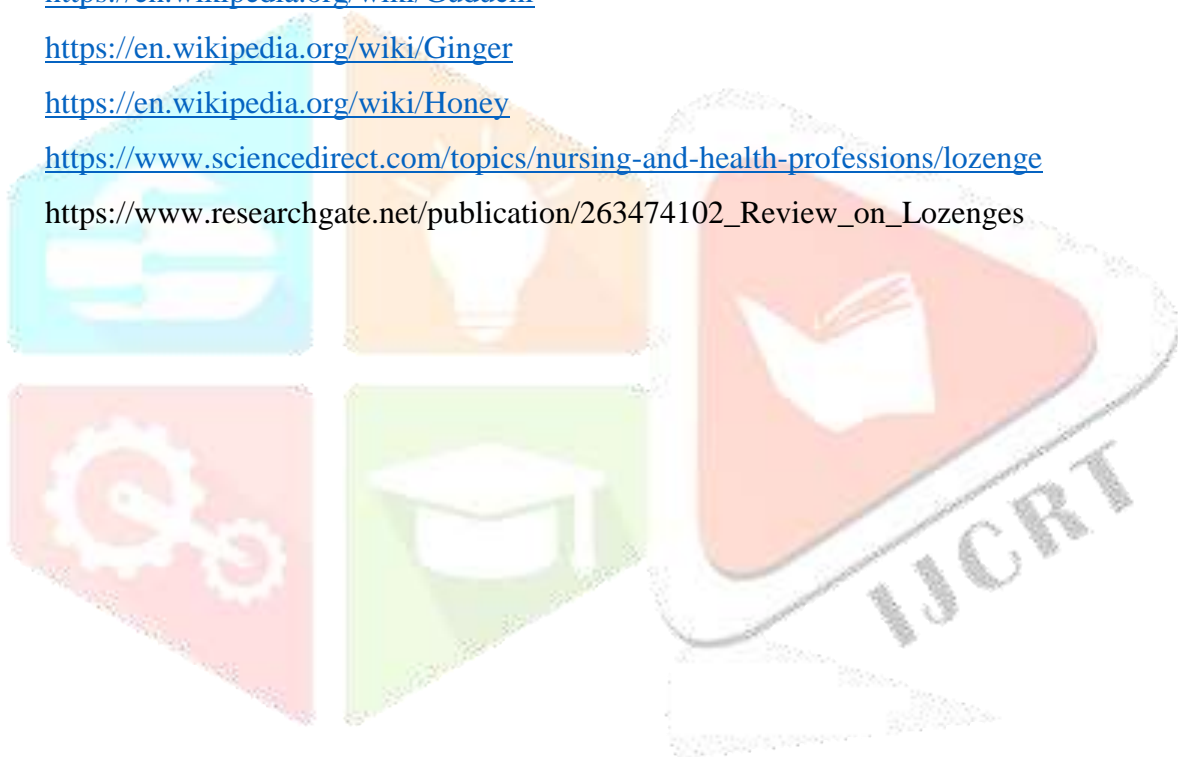 https://en.wikipedia.org/wiki/Ginger
https://en.wikipedia.org/wiki/Honey
https://www.sciencedirect.com/topics/nursing-and-health-professions/lozenge
https://www.researchgate.net/publication/263474102_Review_on_Lozenges
IJCRT